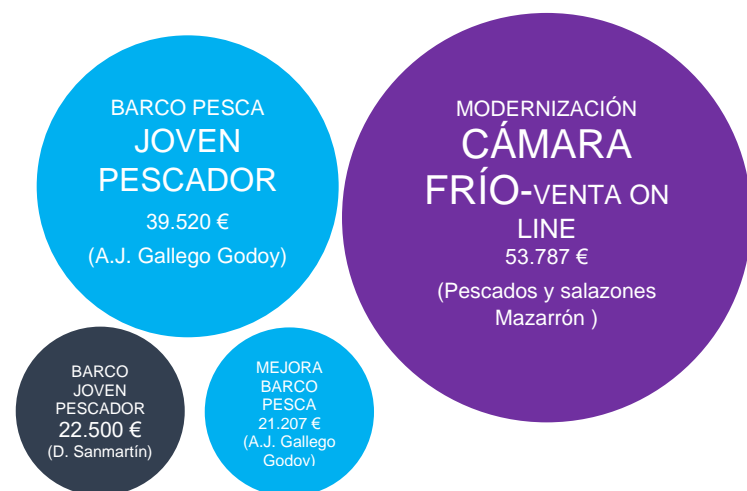 BARCO PESCA
JOVEN
PESCADOR
39.520 €
(A.J. Gallego Godoy)
MODERNIZACIÓN
CÁMARA
FRÍO-VENTA ON
LINE
53.787 €
(Pescados y salazones
Mazarrón )
BARCO
JOVEN
PESCADOR
22.500 €
(D. Sanmartín)
MEJORA
BARCO
PESCA
21.207 €
(A.J. Gallego
Godoy)